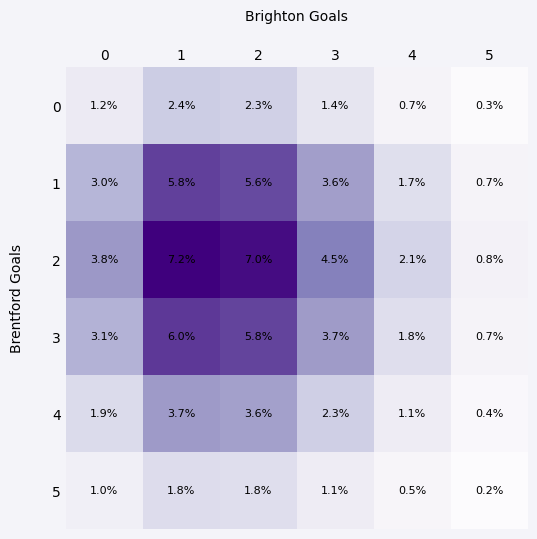 Brighton Goals
0 1 2 3 4 5
0 1.2% 2.4% 2.3% 1.4% 0.7% 0.3%
1 3.0% 5.8% 5.6% 3.6% 1.7% 0.7%
Brentford Goals
2 3.8% 7.2% 7.0% 4.5% 2.1% 0.8%
3 3.1% 6.0% 5.8% 3.7% 1.8% 0.7%
4 1.9% 3.7% 3.6% 2.3% 1.1% 0.4%
5 1.0% 1.8% 1.8% 1.1% 0.5% 0.2%